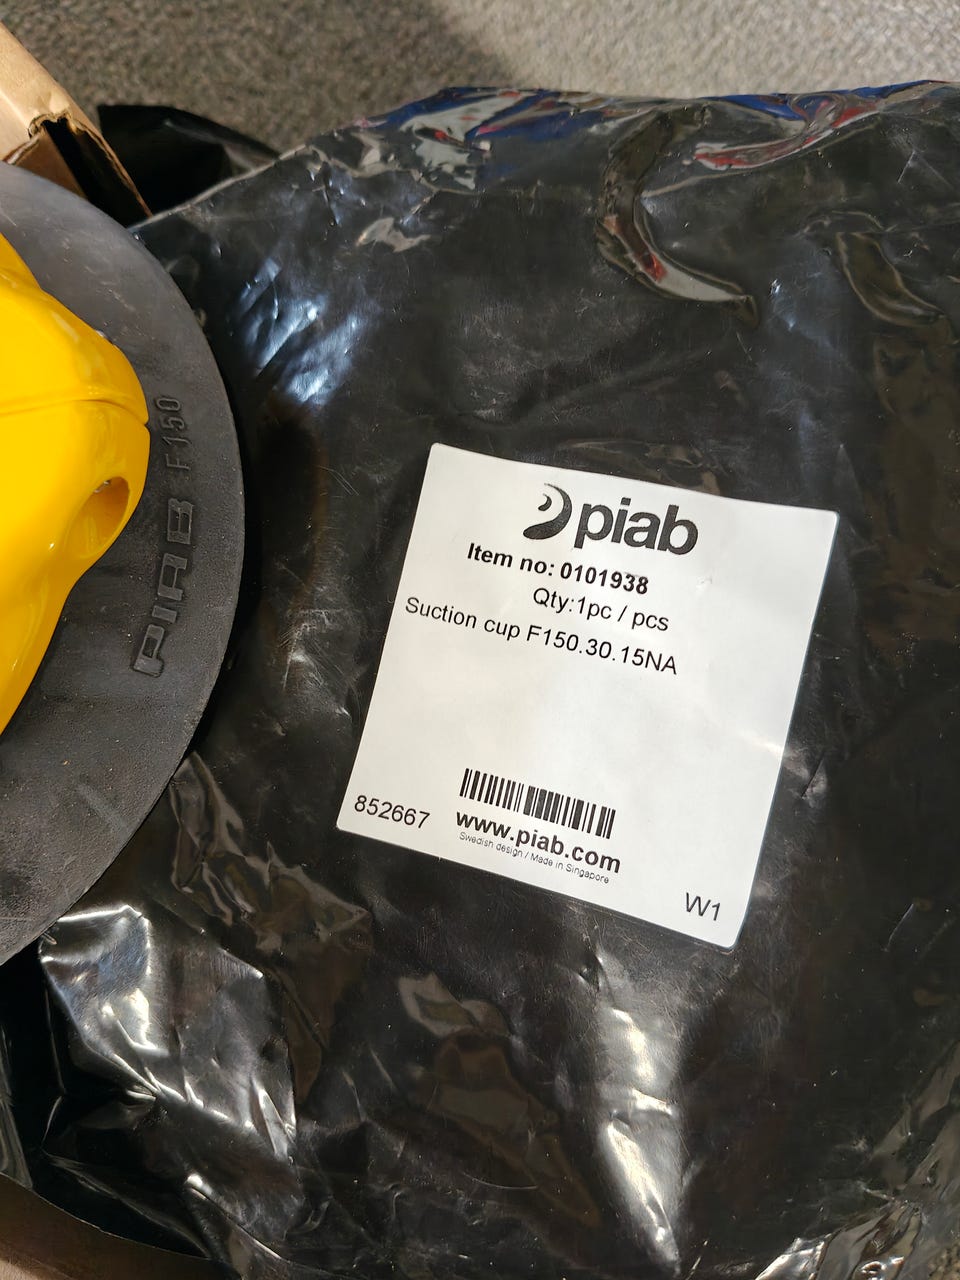 PIAB F150
piab
Item no: 0101938
Qty:1pc / pcs
Suction cup F150.30.15NA
852667
www.piab.com
Swedish design / Made in Singapore
W1